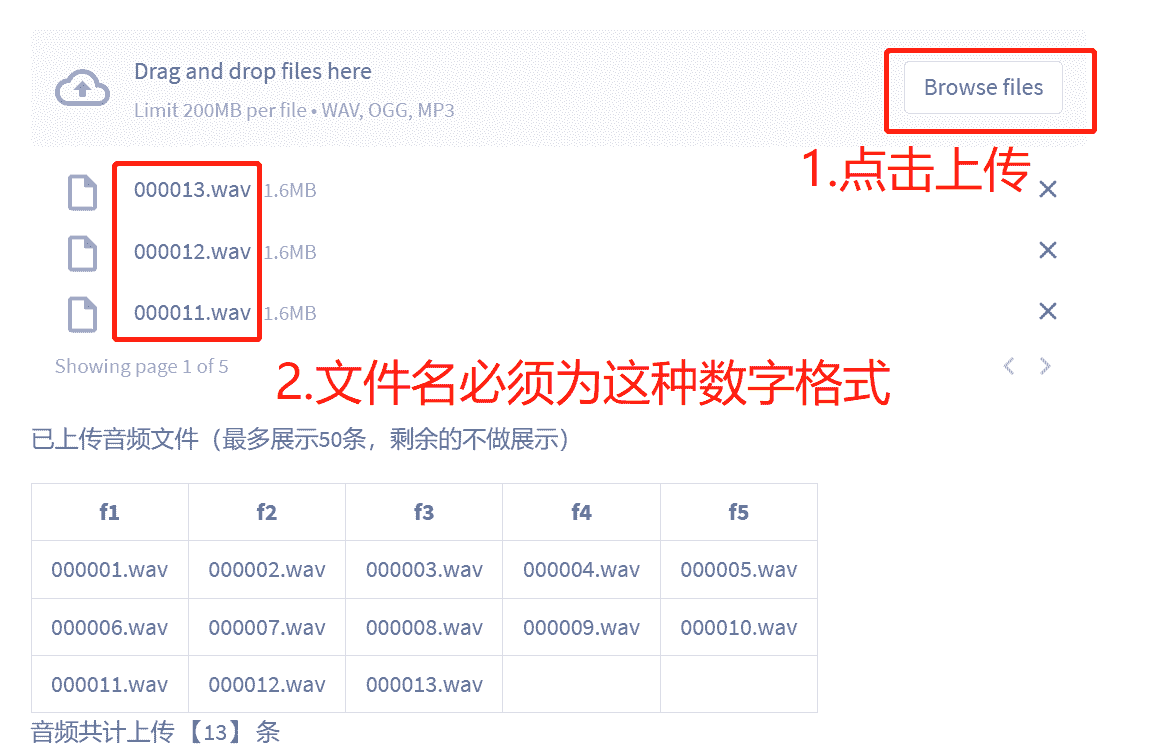 Drag and drop files here
Limit 200MB per file • WAV, OGG, MP3
Browse files
1.点击上传
000013.wav 1.6MB
000012.wav 1.6MB
000011.wav 1.6MB
Showing page 1 of 5
2.文件名必须为这种数字格式
已上传音频文件（最多展示50条，剩余的不做展示）
f1 f2 f3 f4 f5
000001.wav 000002.wav 000003.wav 000004.wav 000005.wav
000006.wav 000007.wav 000008.wav 000009.wav 000010.wav
000011.wav 000012.wav 000013.wav
音频共计上传【13】条